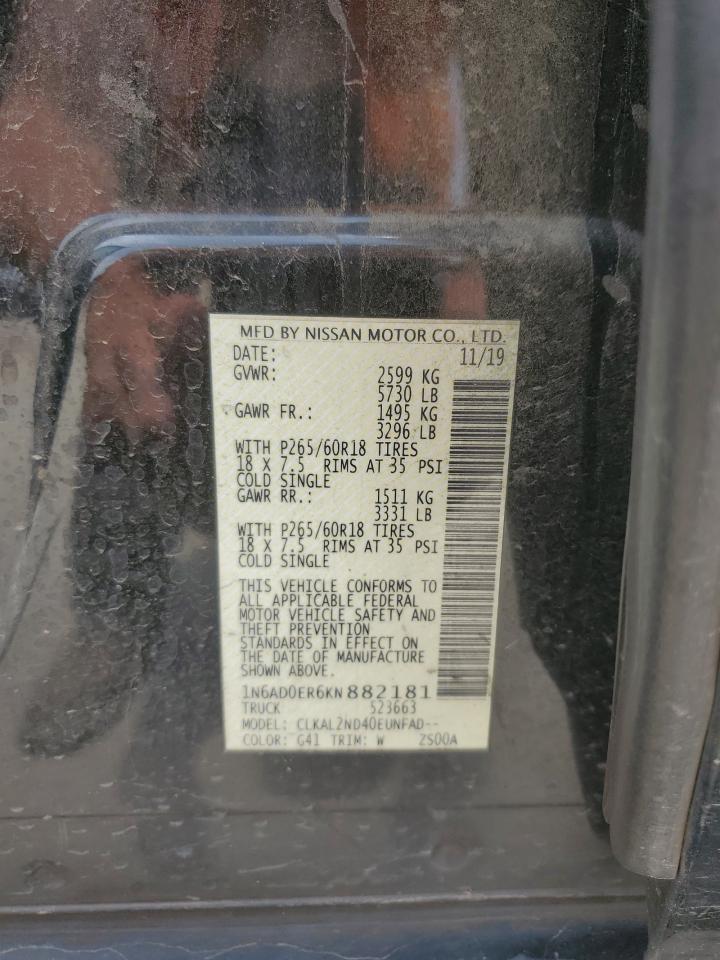 MFD BY NISSAN MOTOR CO., LTD.
DATE: 11/19
GVWR: 2599 KG
5730 LB
GAWR FR.: 1495 KG
3296 LB
WITH P265/60R18 TIRES
18 X 7.5 RIMS AT 35 PSI
COLD SINGLE
GAWR RR.: 1511 KG
3331 LB
WITH P265/60R18 TIRES
18 X 7.5 RIMS AT 35 PSI
COLD SINGLE
THIS VEHICLE CONFORMS TO
ALL APPLICABLE FEDERAL
MOTOR VEHICLE SAFETY AND
THEFT PREVENTION
STANDARDS IN EFFECT ON
THE DATE OF MANUFACTURE
SHOWN ABOVE.
1N6AD0ER6KN882181
TRUCK 523663
MODEL: CLKAL2ND40EUNFAD--
COLOR: G41 TRIM: W ZS00A